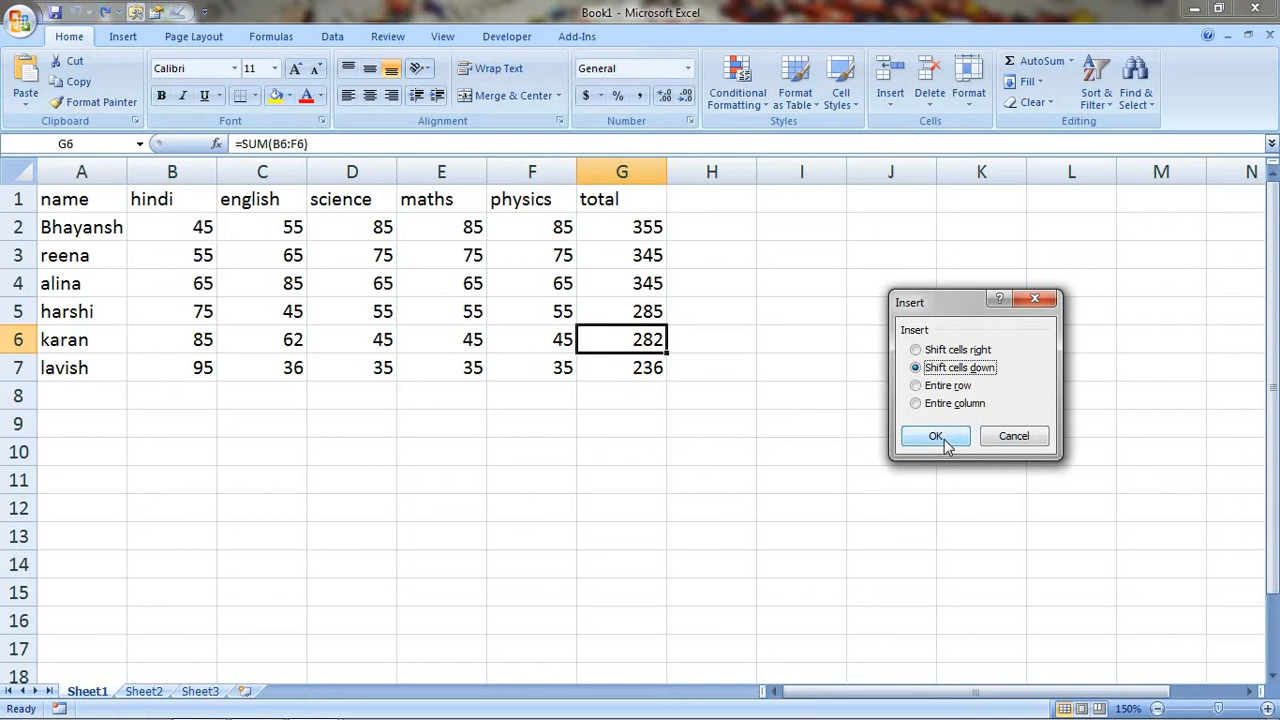 Book1 - Microsoft Excel
Home Insert Page Layout Formulas Data Review View Developer Add-Ins
Paste
Cut
Copy
Format Painter
Clipboard
Calibri 11
A A
B I U A
Font
Wrap Text
Merge & Center
Alignment
General
$ % ,
Number
Conditional Formatting
Format as Table
Cell Styles
Styles
Insert Delete Format
Cells
Σ AutoSum
Fill
Clear
Sort & Filter
Find & Select
Editing
G6 fx =SUM(B6:F6)
A B C D E F G H I J K L M N
1 name hindi english science maths physics total
2 Bhayansh 45 55 85 85 85 355
3 reena 55 65 75 75 75 345
4 alina 65 85 65 65 65 345
5 harshi 75 45 55 55 55 285
6 karan 85 62 45 45 45 282
7 lavish 95 36 35 35 35 236
8
9
10
11
12
13
14
15
16
17
18
Insert ?
Insert
Shift cells right
Shift cells down
Entire row
Entire column
OK Cancel
Sheet1 Sheet2 Sheet3
Ready 150%